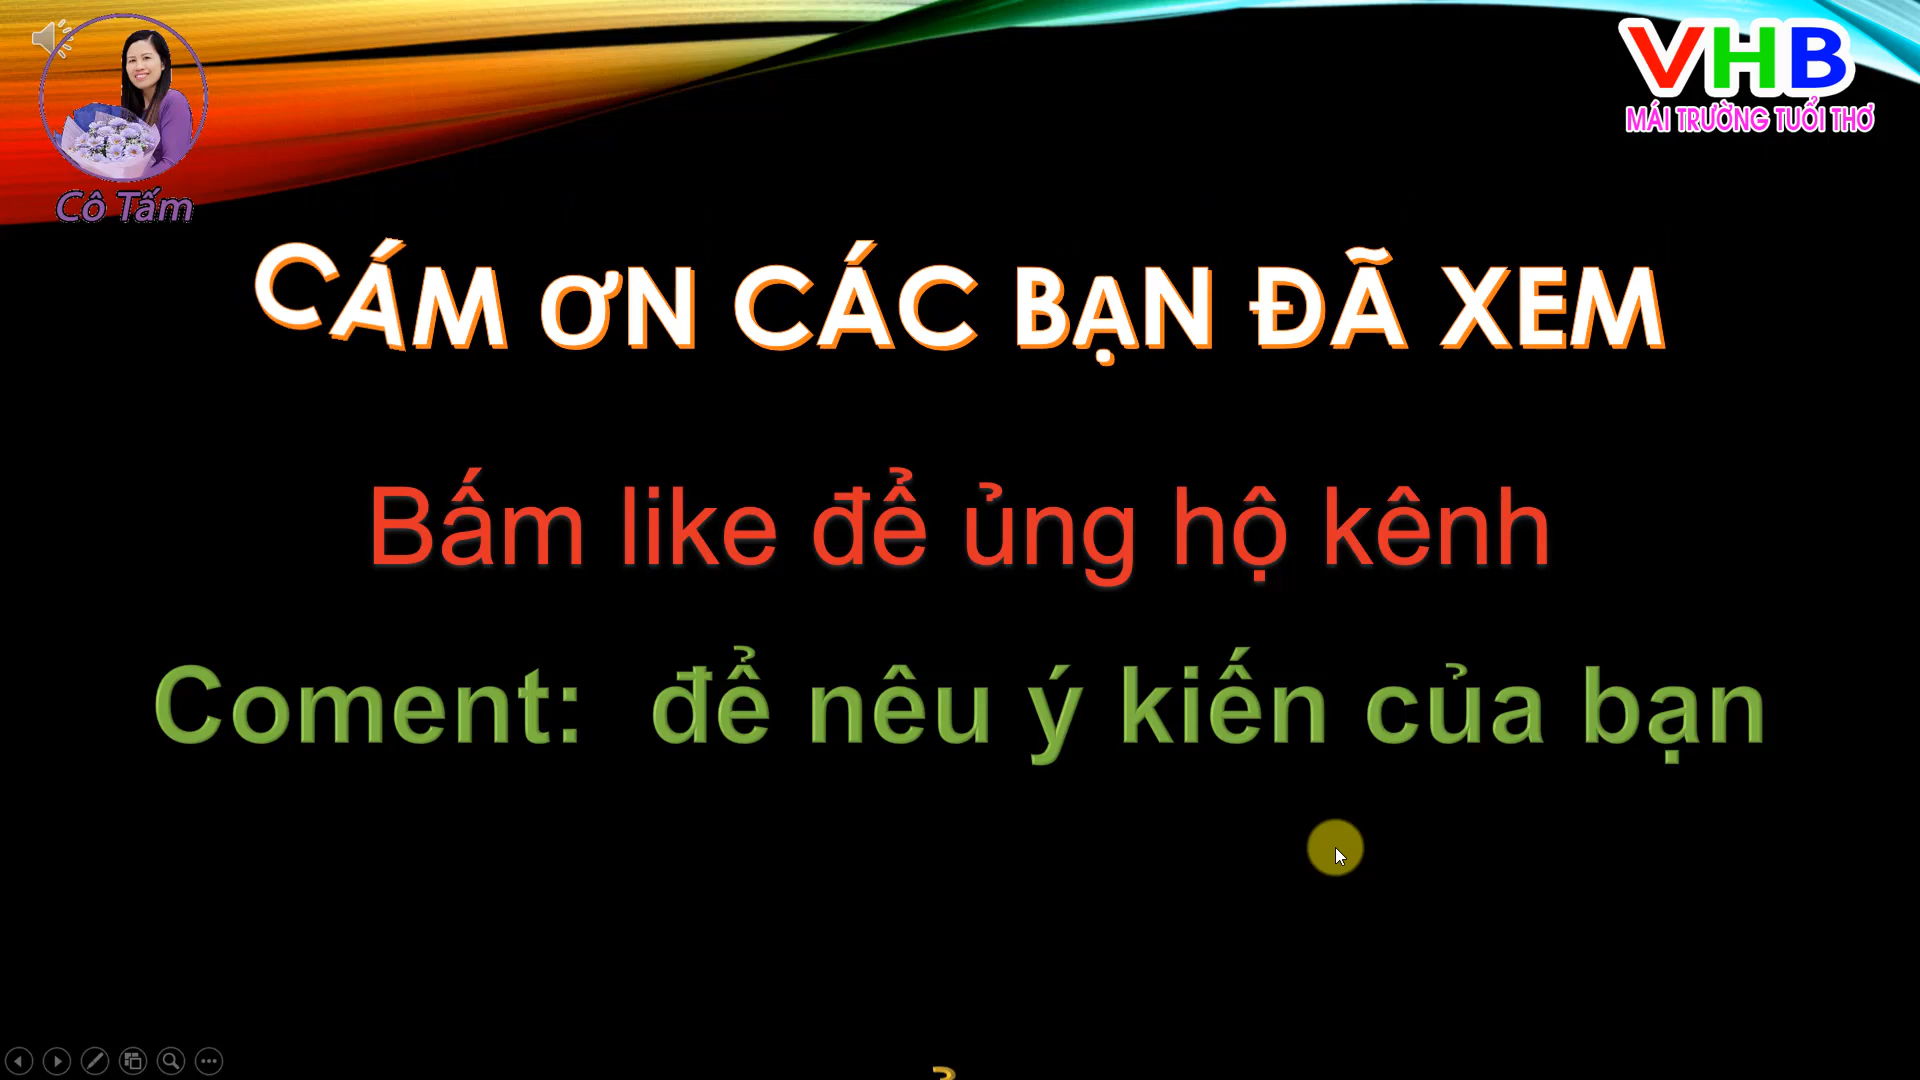 VHB
MÁI TRƯỜNG TUỔI THƠ
Cô Tấm
CÁM ƠN CÁC BẠN ĐÃ XEM
Bấm like để ủng hộ kênh
Coment: để nêu ý kiến của bạn